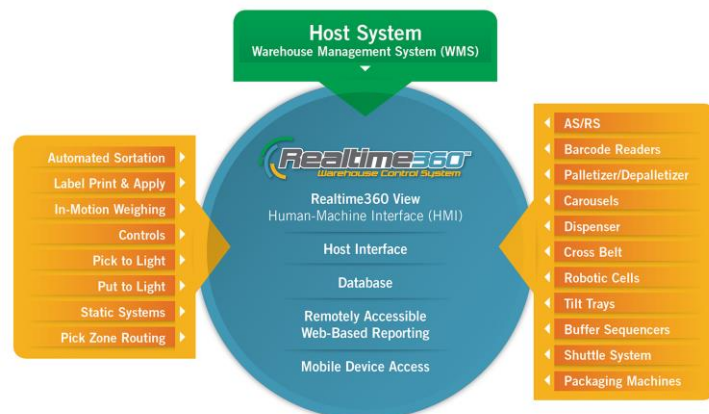 Host System
Warehouse Management System (WMS)
Realtime360™
Warehouse Control System
Realtime360 View
Human-Machine Interface (HMI)
Host Interface
Database
Remotely Accessible
Web-Based Reporting
Mobile Device Access
Automated Sortation
Label Print & Apply
In-Motion Weighing
Controls
Pick to Light
Put to Light
Static Systems
Pick Zone Routing
AS/RS
Barcode Readers
Palletizer/Depalletizer
Carousels
Dispenser
Cross Belt
Robotic Cells
Tilt Trays
Buffer Sequencers
Shuttle System
Packaging Machines